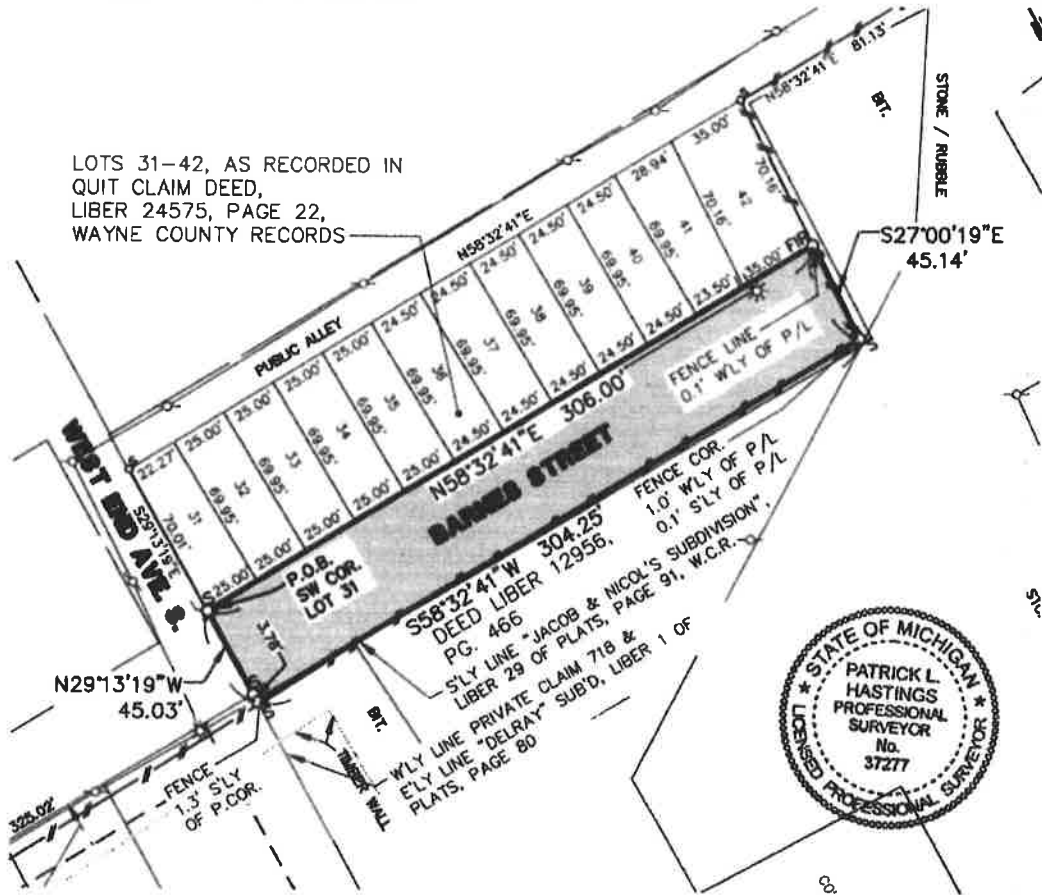 N58°32'41"E
81.13'
BIT.
STONE / RUBBLE
LOTS 31-42, AS RECORDED IN
QUIT CLAIM DEED,
LIBER 24575, PAGE 22,
WAYNE COUNTY RECORDS
N58°32'41"E
PUBLIC ALLEY
S27°00'19"E
45.14'
22.27'
25.00'
25.00'
25.00'
25.00'
24.50'
24.50'
24.50'
24.50'
24.50'
28.94'
35.00'
70.16'
31
70.01'
32
69.95'
33
69.95'
34
69.95'
35
69.95'
36
69.95'
37
69.95'
38
69.95'
39
69.95'
40
69.95'
41
69.95'
42
70.16'
25.00'
25.00'
25.00'
25.00'
25.00'
24.50'
24.50'
24.50'
24.50'
24.50'
23.50'
35.00'
FIP
WEST END AVE.
S29°13'19"E
N58°32'41"E 306.00'
FENCE LINE
0.1' W'LY OF P/L
BARNES STREET
P.O.B.
SW COR.
LOT 31
3.78'
N29°13'19"W
45.03'
S58°32'41"W 304.25'
DEED LIBER 12956,
PG. 466
FENCE COR.
1.0' W'LY OF P/L
0.1' S'LY OF P/L
S'LY LINE "JACOB & NICOL'S SUBDIVISION",
LIBER 29 OF PLATS, PAGE 91, W.C.R.
W'LY LINE PRIVATE CLAIM 718 &
E'LY LINE "DELRAY" SUB'D, LIBER 1 OF
PLATS, PAGE 80
BIT.
TIMBER WALL
FENCE
1.3' S'LY
OF P.COR.
325.02'
STATE OF MICHIGAN
PATRICK L.
HASTINGS
PROFESSIONAL
SURVEYOR
No.
37277
LICENSED PROFESSIONAL SURVEYOR